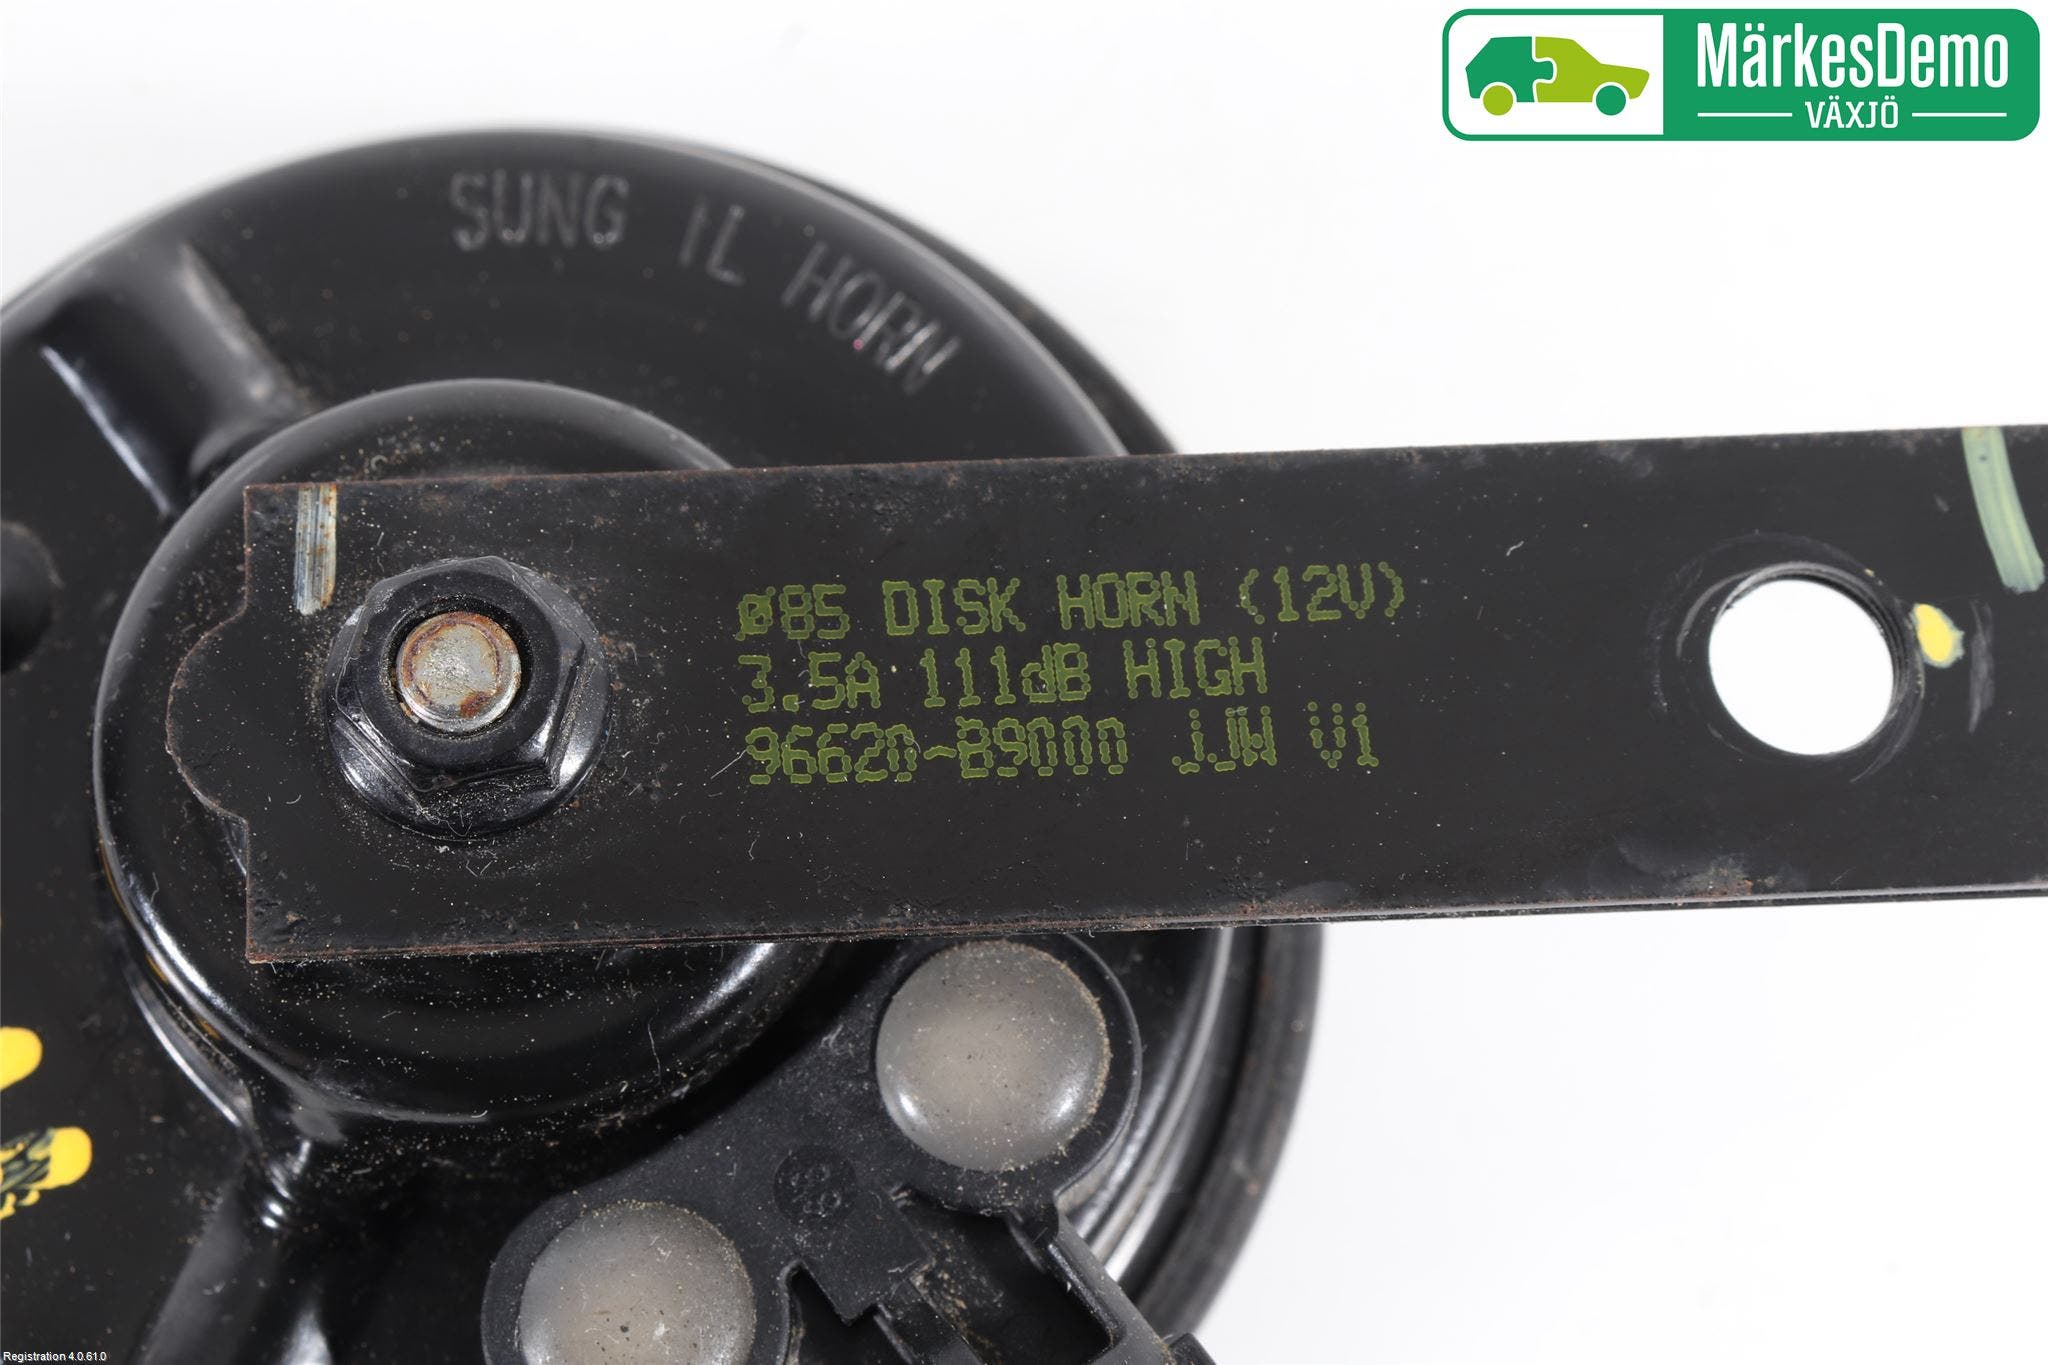 MärkesDemo
VÄXJÖ
SUNG IL HORN
ø85 DISK HORN (12V)
3.5A 111dB HIGH
96620-B9000 JJW V1
Registration 4.0.61.0